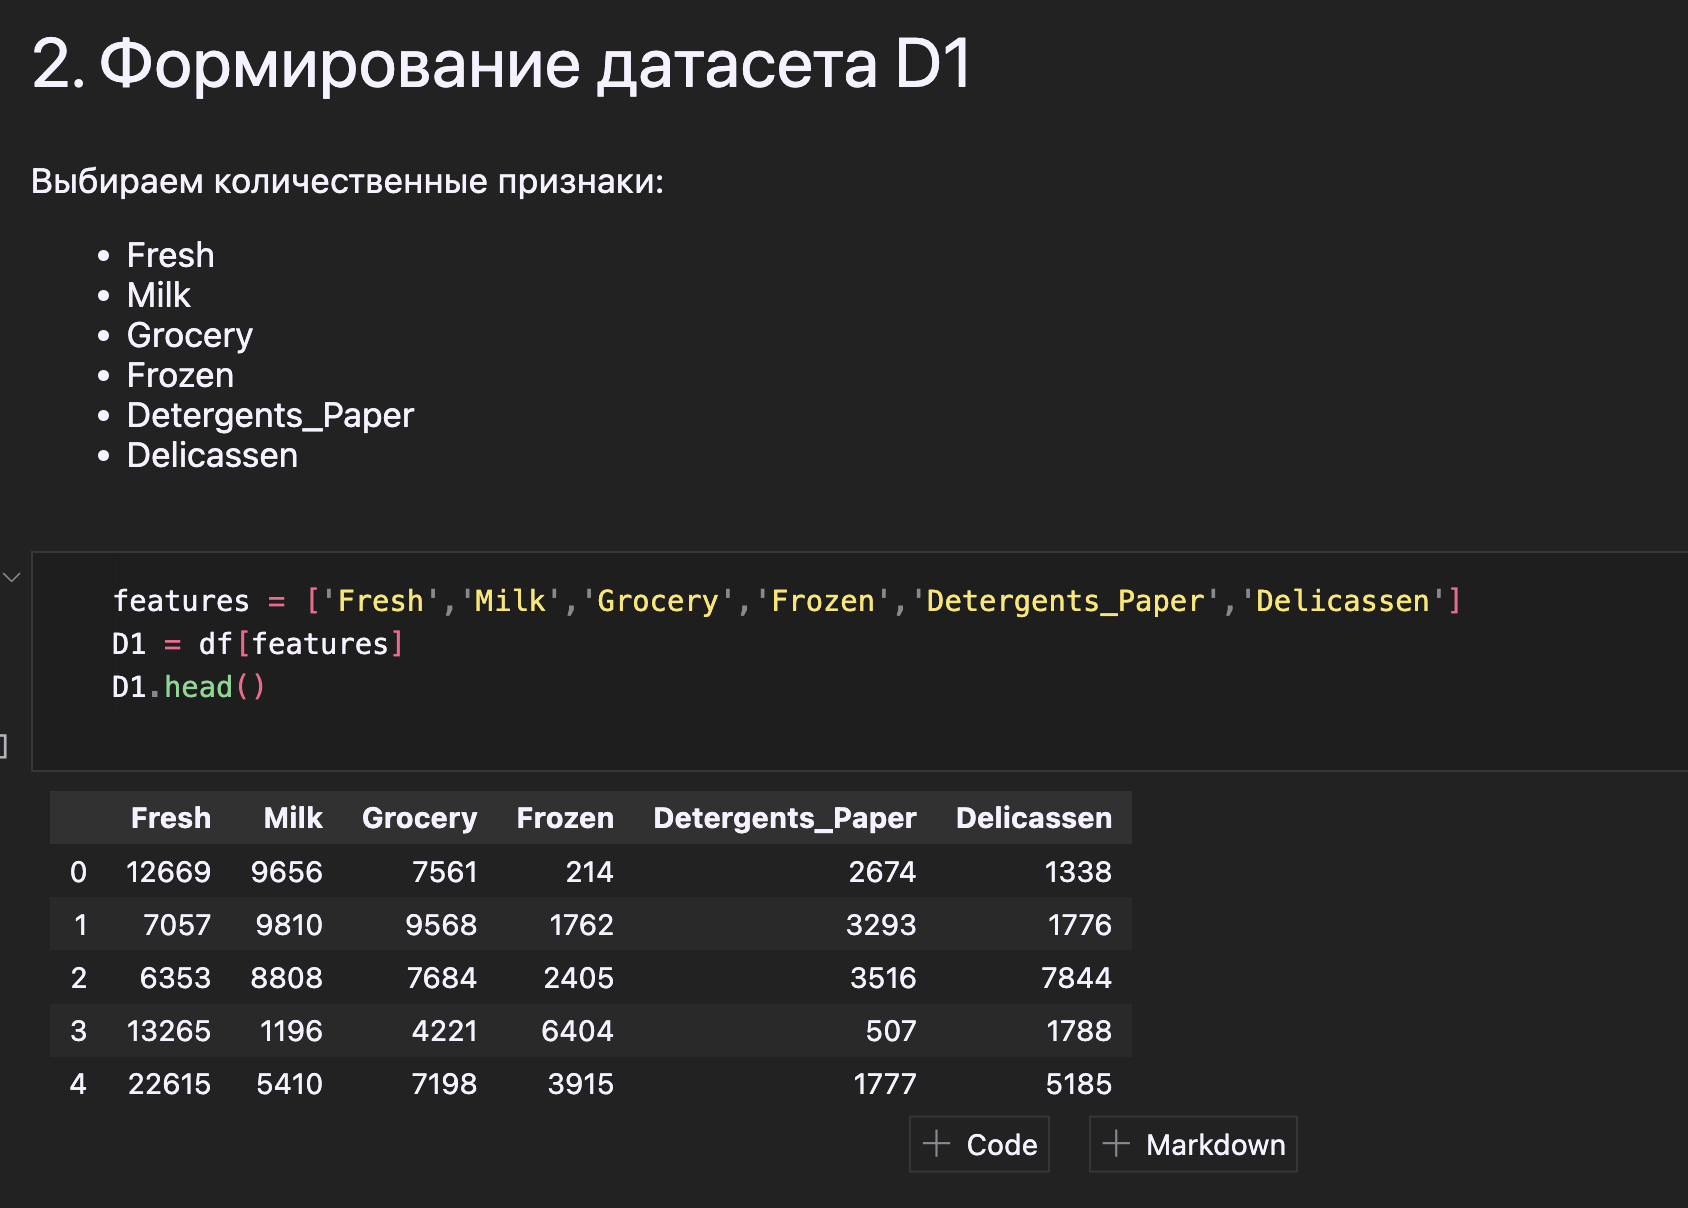 2. Формирование датасета D1
Выбираем количественные признаки:
• Fresh
• Milk
• Grocery
• Frozen
• Detergents_Paper
• Delicassen
features = ['Fresh','Milk','Grocery','Frozen','Detergents_Paper','Delicassen']
D1 = df[features]
D1.head()
]
Fresh Milk Grocery Frozen Detergents_Paper Delicassen
0 12669 9656 7561 214 2674 1338
1 7057 9810 9568 1762 3293 1776
2 6353 8808 7684 2405 3516 7844
3 13265 1196 4221 6404 507 1788
4 22615 5410 7198 3915 1777 5185
+ Code + Markdown